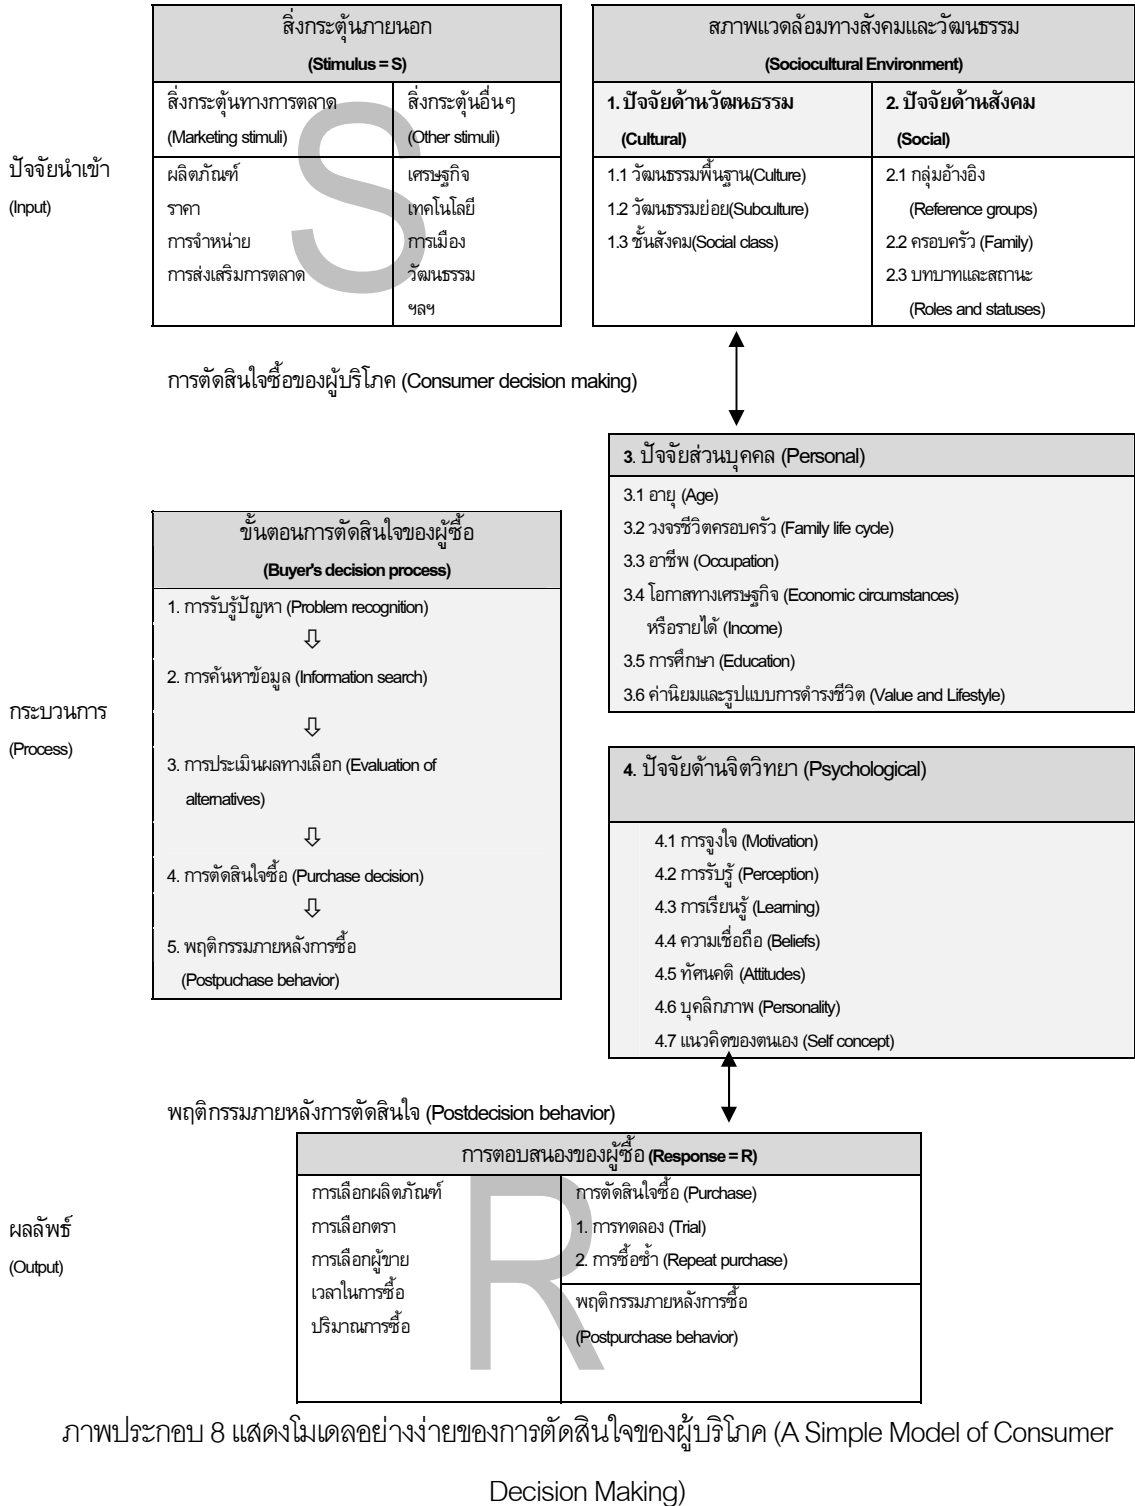 สิ่งกระตุ้นภายนอก
(Stimulus = S)
สิ่งกระตุ้นทางการตลาด
(Marketing stimuli)
สิ่งกระตุ้นอื่นๆ
(Other stimuli)
ผลิตภัณฑ์
ราคา
การจำหน่าย
การส่งเสริมการตลาด
เศรษฐกิจ
เทคโนโลยี
การเมือง
วัฒนธรรม
ฯลฯ
S
สภาพแวดล้อมทางสังคมและวัฒนธรรม
(Sociocultural Environment)
1. ปัจจัยด้านวัฒนธรรม
(Cultural)
2. ปัจจัยด้านสังคม
(Social)
1.1 วัฒนธรรมพื้นฐาน(Culture)
1.2 วัฒนธรรมย่อย(Subculture)
1.3 ชั้นสังคม(Social class)
2.1 กลุ่มอ้างอิง
(Reference groups)
2.2 ครอบครัว (Family)
2.3 บทบาทและสถานะ
(Roles and statuses)
ปัจจัยนำเข้า
(Input)
การตัดสินใจซื้อของผู้บริโภค (Consumer decision making)
3. ปัจจัยส่วนบุคคล (Personal)
3.1 อายุ (Age)
3.2 วงจรชีวิตครอบครัว (Family life cycle)
3.3 อาชีพ (Occupation)
3.4 โอกาสทางเศรษฐกิจ (Economic circumstances)
หรือรายได้ (Income)
3.5 การศึกษา (Education)
3.6 ค่านิยมและรูปแบบการดำรงชีวิต (Value and Lifestyle)
กระบวนการ
(Process)
ขั้นตอนการตัดสินใจของผู้ซื้อ
(Buyer's decision process)
1. การรับรู้ปัญหา (Problem recognition)
⇩
2. การค้นหาข้อมูล (Information search)
⇩
3. การประเมินผลทางเลือก (Evaluation of
alternatives)
⇩
4. การตัดสินใจซื้อ (Purchase decision)
⇩
5. พฤติกรรมภายหลังการซื้อ
(Postpuchase behavior)
4. ปัจจัยด้านจิตวิทยา (Psychological)
4.1 การจูงใจ (Motivation)
4.2 การรับรู้ (Perception)
4.3 การเรียนรู้ (Learning)
4.4 ความเชื่อถือ (Beliefs)
4.5 ทัศนคติ (Attitudes)
4.6 บุคลิกภาพ (Personality)
4.7 แนวคิดของตนเอง (Self concept)
พฤติกรรมภายหลังการตัดสินใจ (Postdecision behavior)
ผลลัพธ์
(Output)
การตอบสนองของผู้ซื้อ (Response = R)
การเลือกผลิตภัณฑ์
การเลือกตรา
การเลือกผู้ขาย
เวลาในการซื้อ
ปริมาณการซื้อ
R
การตัดสินใจซื้อ (Purchase)
1. การทดลอง (Trial)
2. การซื้อซ้ำ (Repeat purchase)
พฤติกรรมภายหลังการซื้อ
(Postpurchase behavior)
ภาพประกอบ 8 แสดงโมเดลอย่างง่ายของการตัดสินใจของผู้บริโภค (A Simple Model of Consumer
Decision Making)